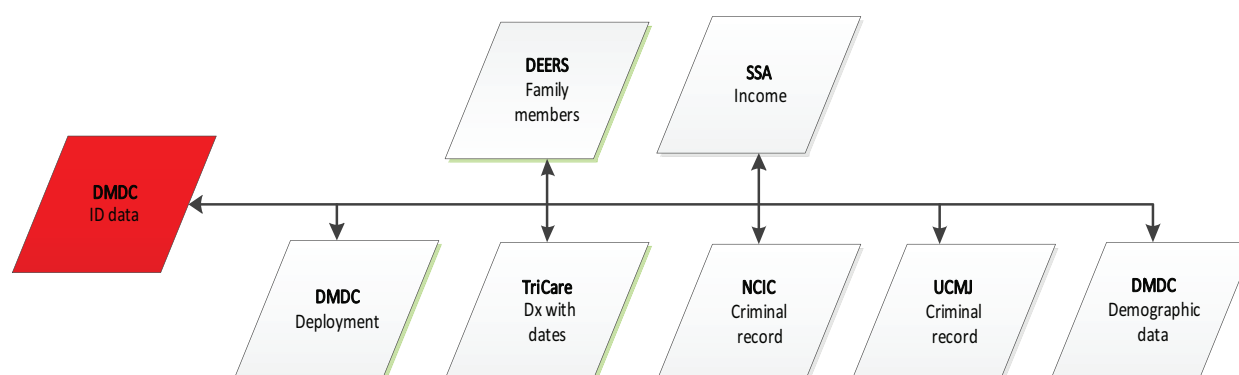 DEERS
Family
members
SSA
Income
DMDC
ID data
DMDC
Deployment
TriCare
Dx with
dates
NCIC
Criminal
record
UCMJ
Criminal
record
DMDC
Demographic
data